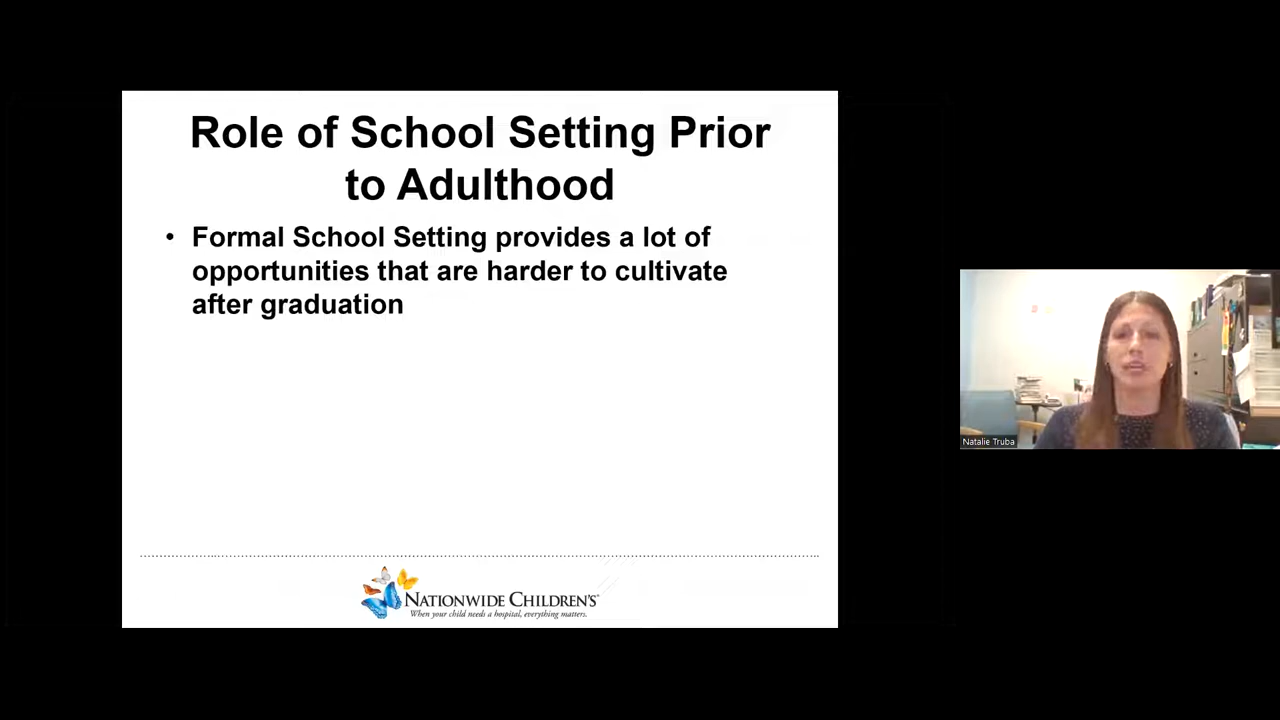 Role of School Setting Prior
to Adulthood
• Formal School Setting provides a lot of
opportunities that are harder to cultivate
after graduation
NATIONWIDE CHILDREN'S
When your child needs a hospital, everything matters.
Natalie Truba